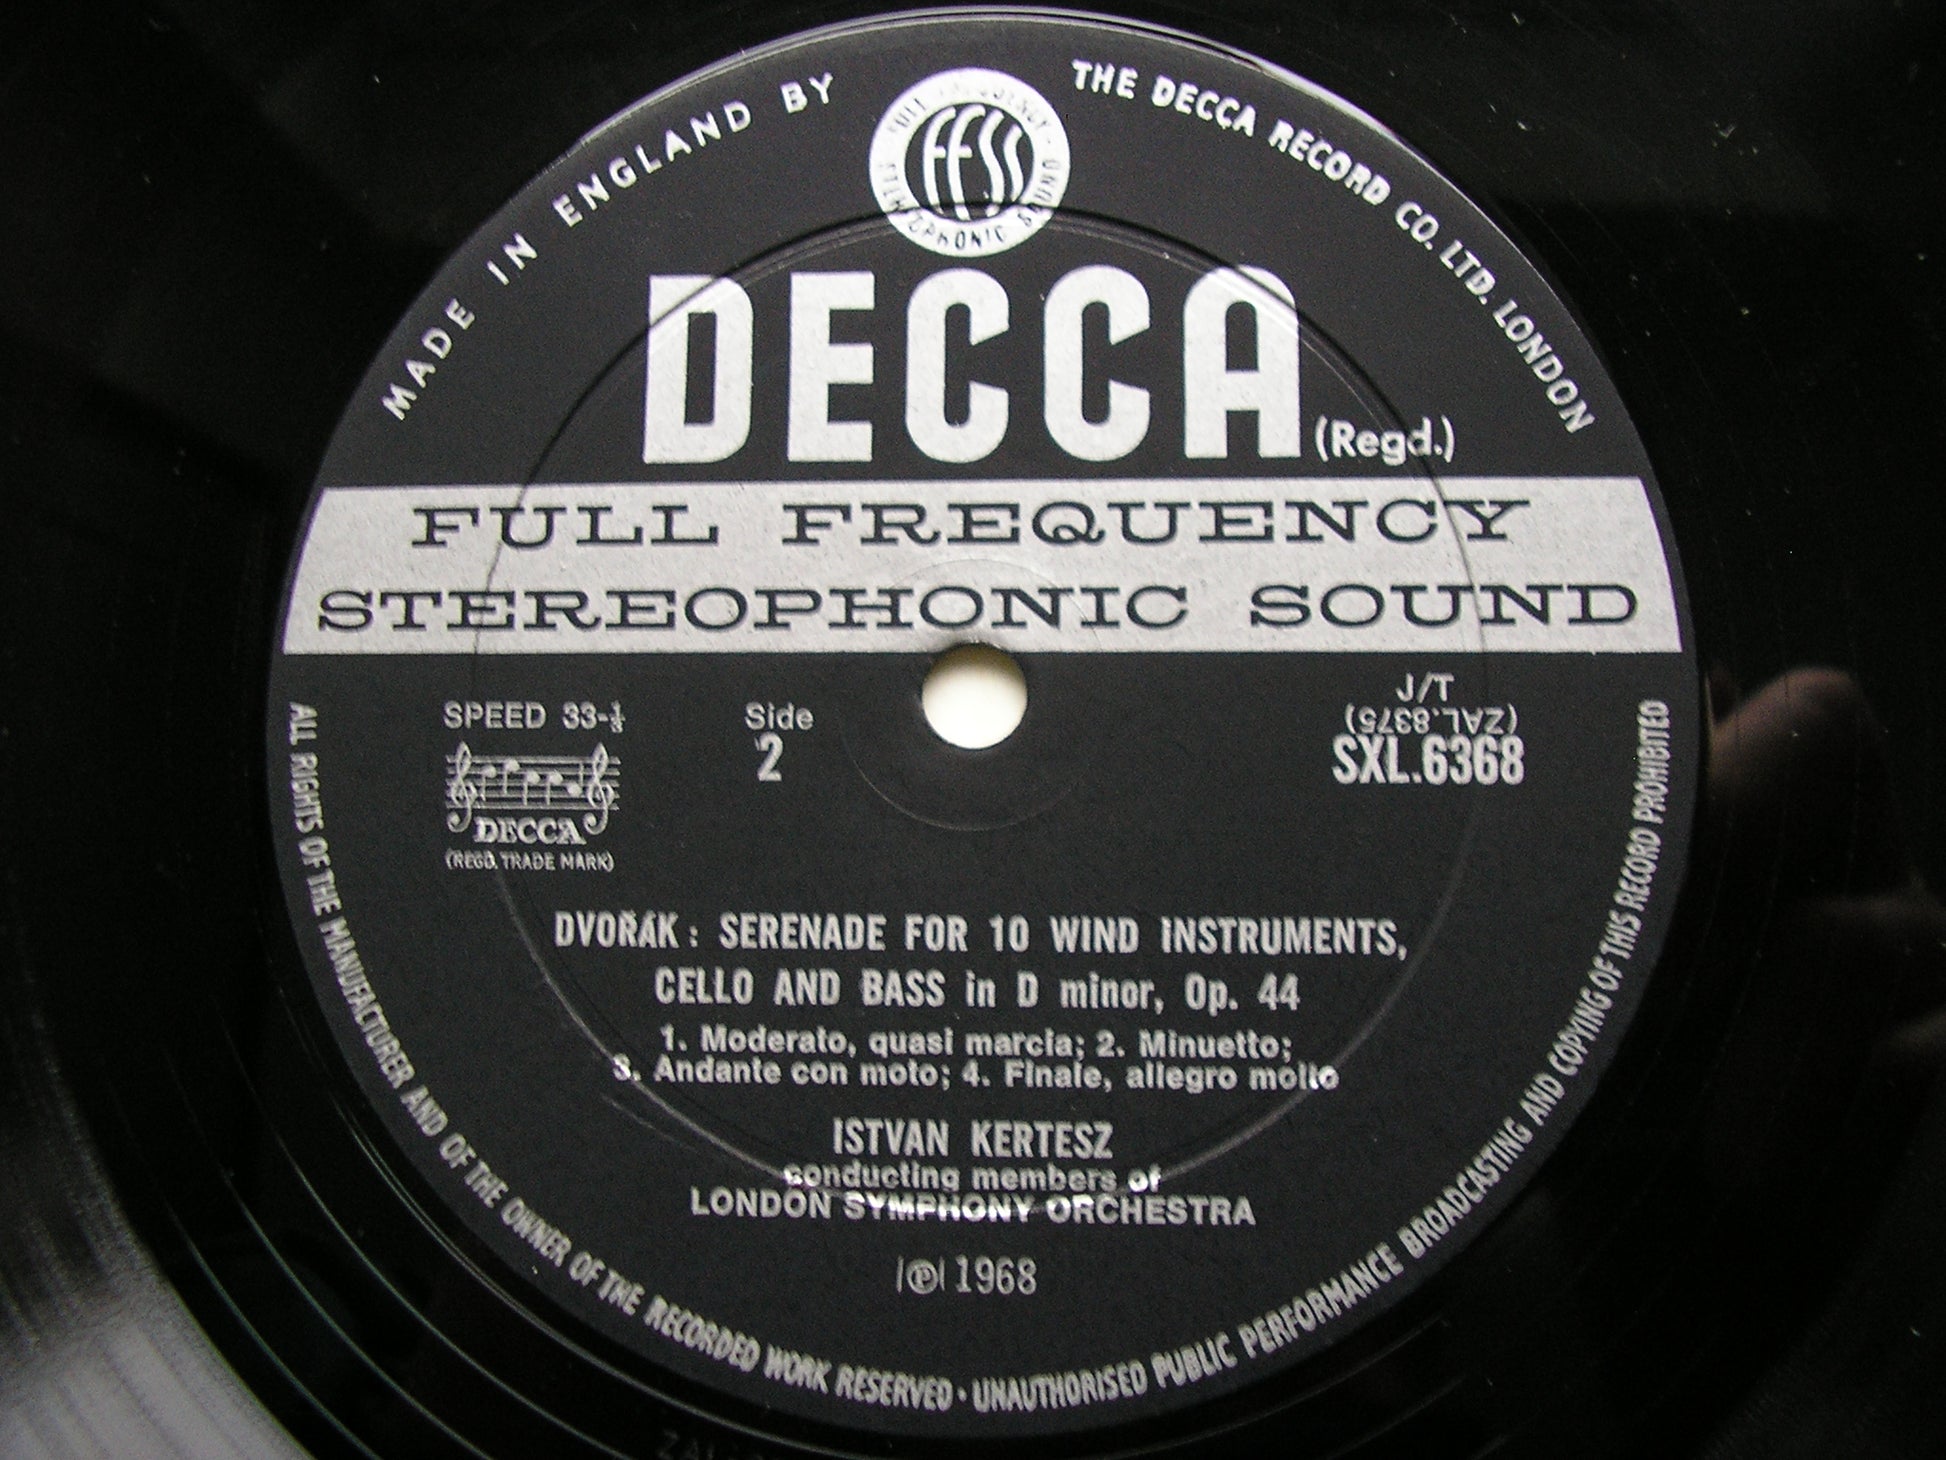 MADE IN ENGLAND BY
THE DECCA RECORD CO. LTD. LONDON
FULL FREQUENCY
STEREOPHONIC SOUND
FFSS
DECCA (Regd.)
FULL FREQUENCY
STEREOPHONIC SOUND
SPEED 33-⅓
Side
2
J/T
(ZAL.8375)
SXL.6368
DECCA
(REGD. TRADE MARK)
DVOŘÁK: SERENADE FOR 10 WIND INSTRUMENTS,
CELLO AND BASS in D minor, Op. 44
1. Moderato, quasi marcia; 2. Minuetto;
3. Andante con moto; 4. Finale, allegro molto
ISTVAN KERTESZ
conducting members of
LONDON SYMPHONY ORCHESTRA
Ⓟ 1968
ALL RIGHTS OF THE MANUFACTURER AND OF THE OWNER OF THE RECORDED WORK RESERVED · UNAUTHORISED PUBLIC PERFORMANCE BROADCASTING AND COPYING OF THIS RECORD PROHIBITED